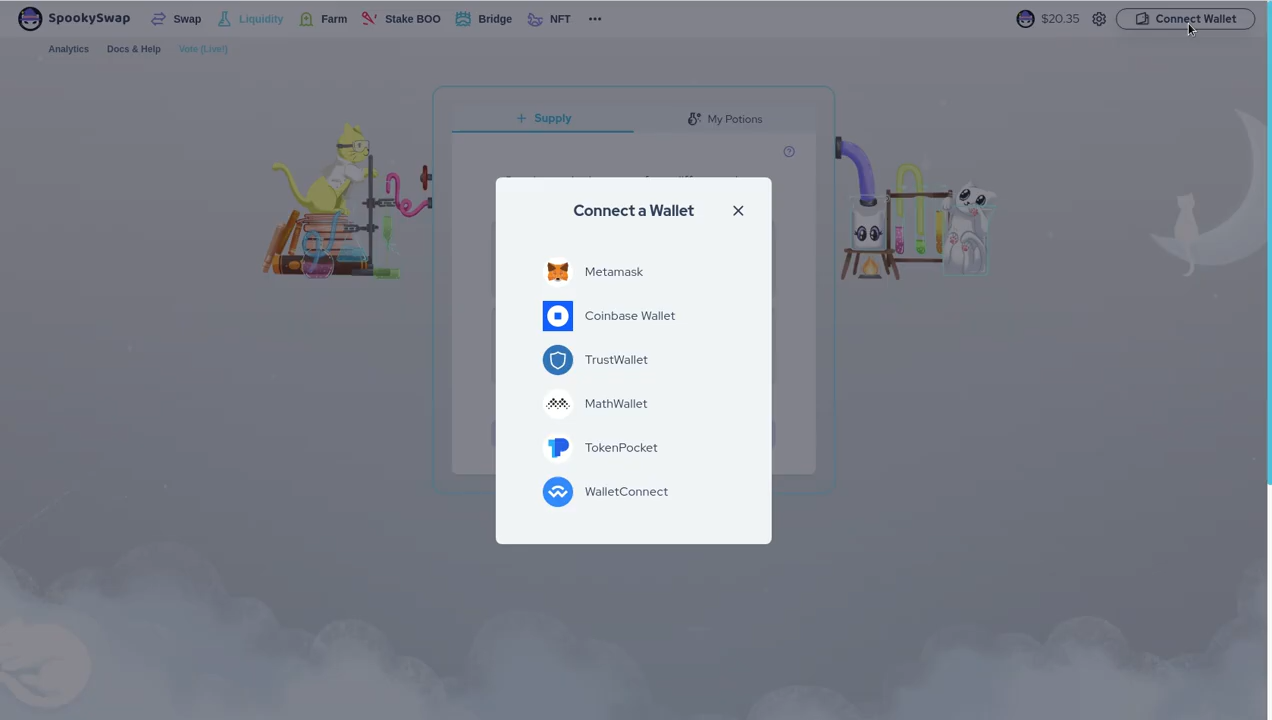 SpookySwap
Swap
Liquidity
Farm
Stake BOO
Bridge
NFT
$20.35
Connect Wallet
Analytics
Docs & Help
Vote (Live!)
Supply
My Potions
Connect a Wallet
Metamask
Coinbase Wallet
TrustWallet
MathWallet
TokenPocket
WalletConnect